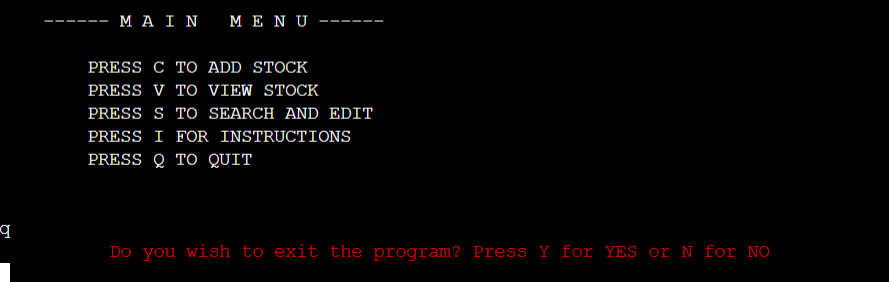 ------ M A I N   M E N U ------
PRESS C TO ADD STOCK
PRESS V TO VIEW STOCK
PRESS S TO SEARCH AND EDIT
PRESS I FOR INSTRUCTIONS
PRESS Q TO QUIT
q
Do you wish to exit the program? Press Y for YES or N for NO